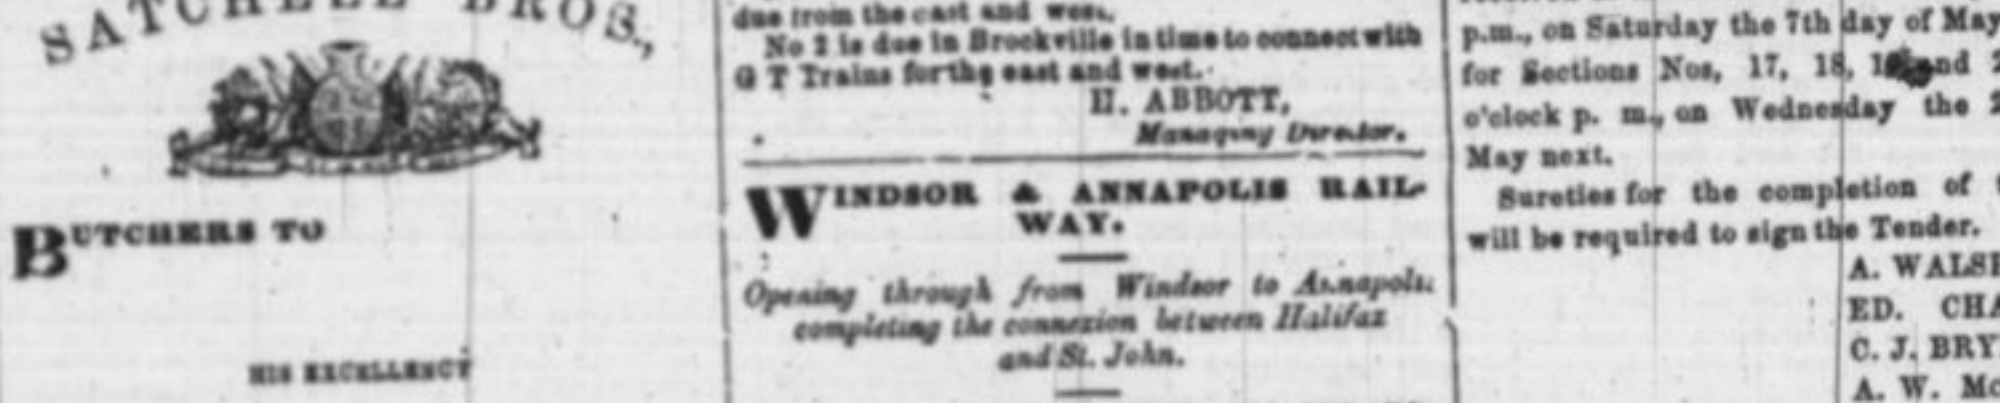 SATCHELL BROS.,
BUTCHERS TO
HIS EXCELLENCY
due from the east and west.
No 2 is due in Brockville in time to connect with
G T Trains for the east and west.
H. ABBOTT,
Managing Director.
WINDSOR & ANNAPOLIS RAIL-
WAY.
Opening through from Windsor to Annapolis
completing the connexion between Halifax
and St. John.
p.m., on Saturday the 7th day of May
for Sections Nos, 17, 18, and
o'clock p. m., on Wednesday the 2
May next.
Sureties for the completion of
will be required to sign the Tender.
A. WALSH
ED. CHA
C. J. BRY
A. W. Mc